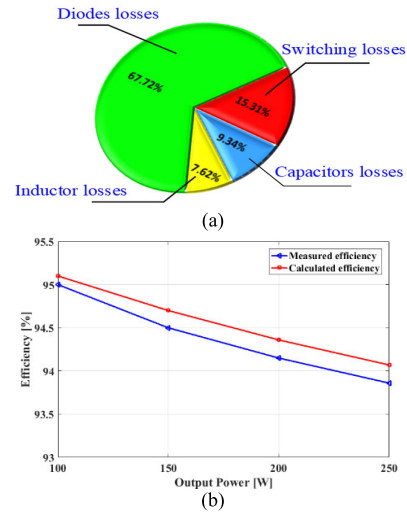 (a)
Diodes losses
Switching losses
67.72%
15.31%
9.34%
7.62%
Capacitors losses
Inductor losses
(a)
95.5
95
94.5
94
93.5
93
Efficiency [%]
Measured efficiency
Calculated efficiency
100
150
200
250
Output Power [W]
(b)